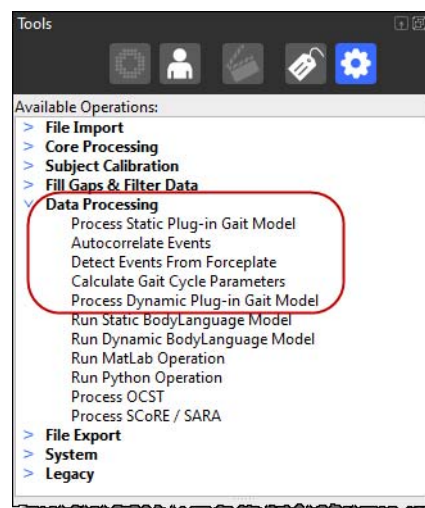 Tools
Available Operations:
> File Import
> Core Processing
> Subject Calibration
> Fill Gaps & Filter Data
Data Processing
Process Static Plug-in Gait Model
Autocorrelate Events
Detect Events From Forceplate
Calculate Gait Cycle Parameters
Process Dynamic Plug-in Gait Model
Run Static BodyLanguage Model
Run Dynamic BodyLanguage Model
Run MatLab Operation
Run Python Operation
Process OCST
Process SCoRE / SARA
> File Export
> System
> Legacy